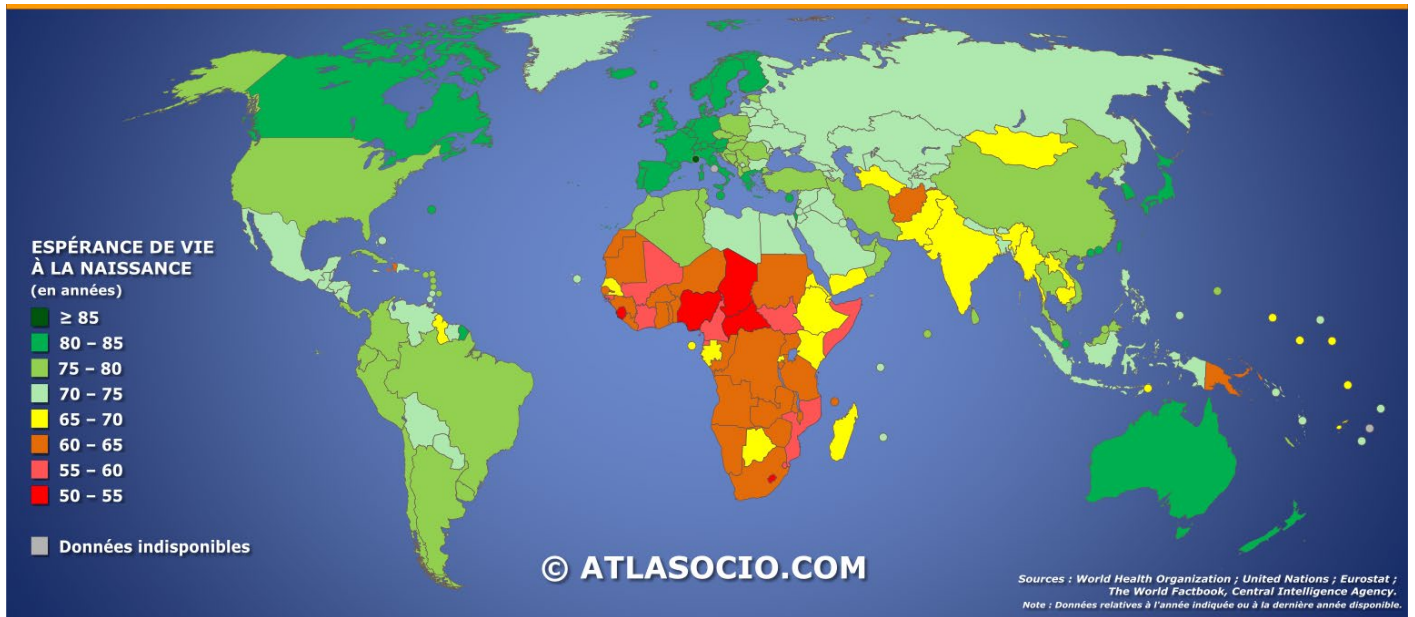 ESPÉRANCE DE VIE
À LA NAISSANCE
(en années)
≥ 85
80 – 85
75 – 80
70 – 75
65 – 70
60 – 65
55 – 60
50 – 55
Données indisponibles
© ATLASOCIO.COM
Sources : World Health Organization ; United Nations ; Eurostat ;
The World Factbook, Central Intelligence Agency.
Note : Données relatives à l'année indiquée ou à la dernière année disponible.